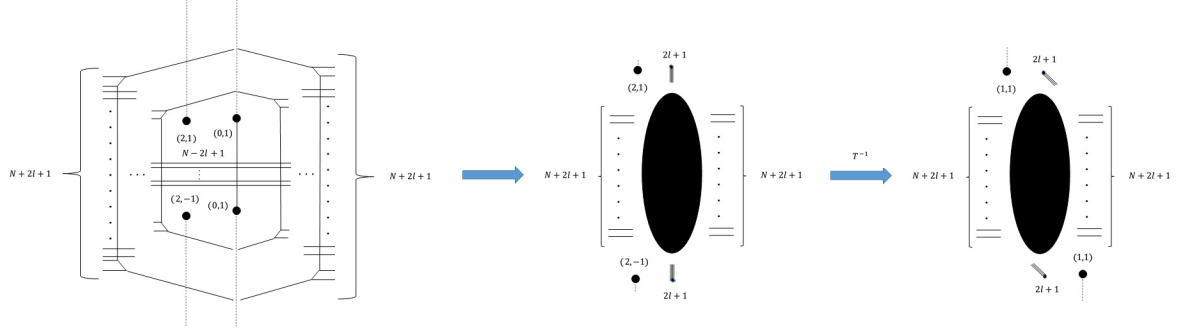 2l + 1
2l + 1
(2,1)
(1,1)
(2,1)
(0,1)
N − 2l + 1
N + 2l + 1
N + 2l + 1
N + 2l + 1
N + 2l + 1
T⁻¹
N + 2l + 1
N + 2l + 1
(2,−1)
(0,1)
(2,−1)
(1,1)
2l + 1
2l + 1